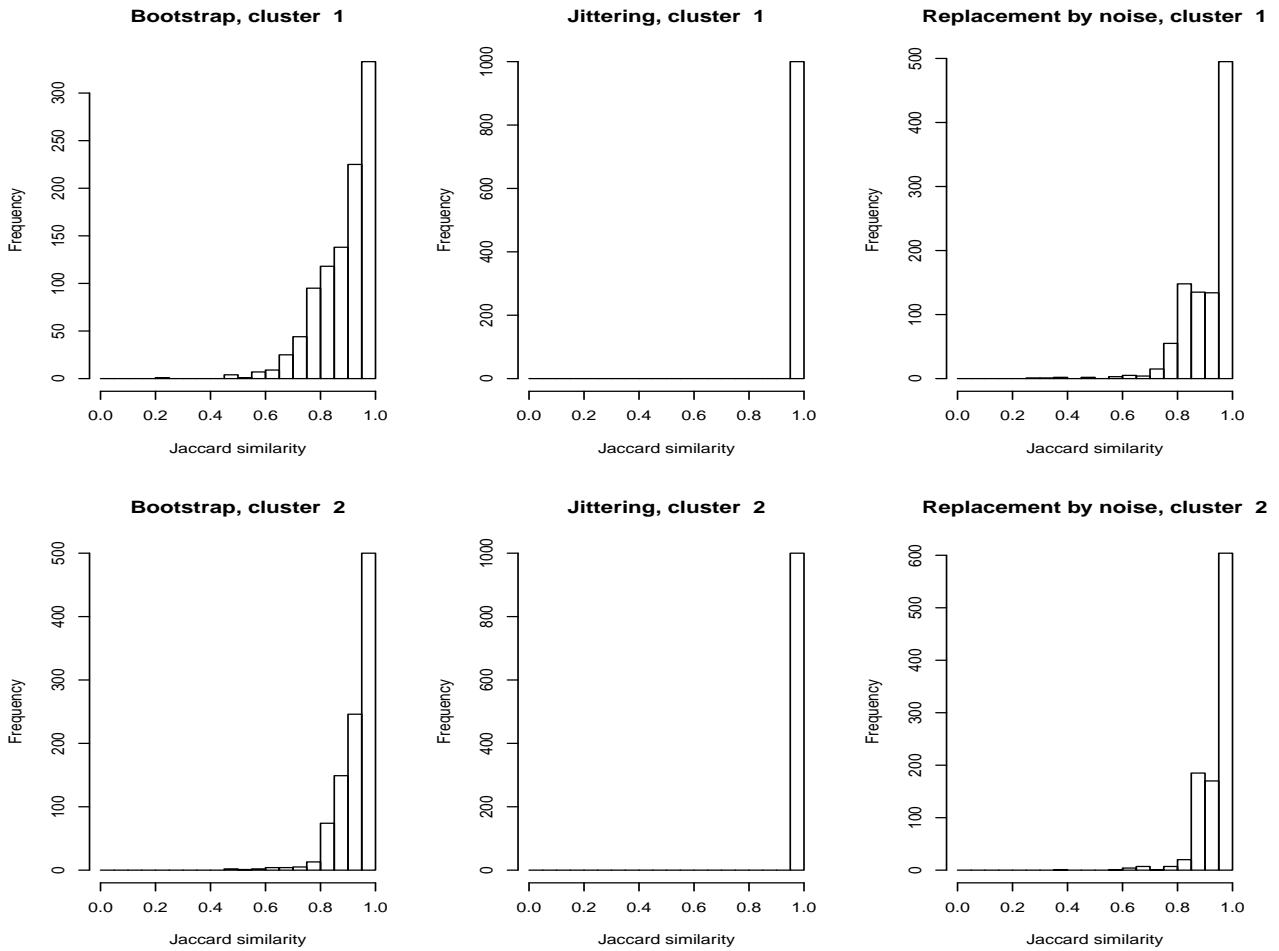 Bootstrap, cluster 1
Frequency
0
50
100
150
200
250
300
0.0 0.2 0.4 0.6 0.8 1.0
Jaccard similarity
Jittering, cluster 1
Frequency
0
200
400
600
800
1000
0.0 0.2 0.4 0.6 0.8 1.0
Jaccard similarity
Replacement by noise, cluster 1
Frequency
0
100
200
300
400
500
0.0 0.2 0.4 0.6 0.8 1.0
Jaccard similarity
Bootstrap, cluster 2
Frequency
0
100
200
300
400
500
0.0 0.2 0.4 0.6 0.8 1.0
Jaccard similarity
Jittering, cluster 2
Frequency
0
200
400
600
800
1000
0.0 0.2 0.4 0.6 0.8 1.0
Jaccard similarity
Replacement by noise, cluster 2
Frequency
0
100
200
300
400
500
600
0.0 0.2 0.4 0.6 0.8 1.0
Jaccard similarity